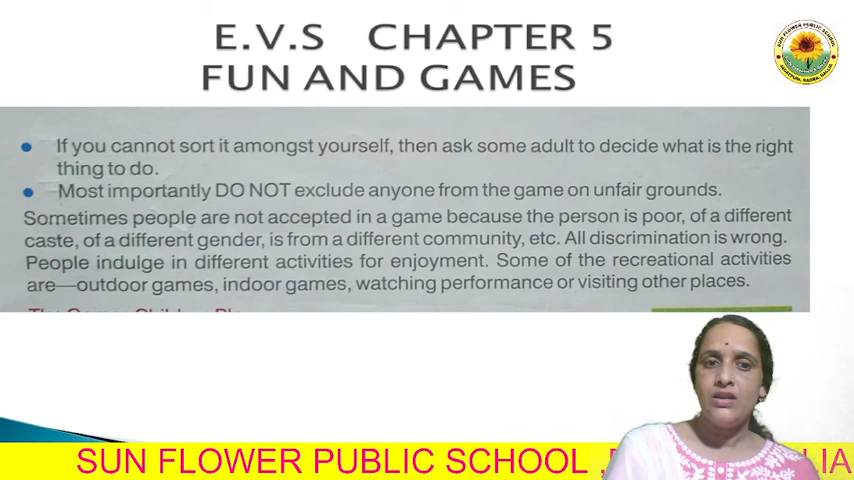 E.V.S CHAPTER 5
FUN AND GAMES
SUN FLOWER PUBLIC SCHOOL
If you cannot sort it amongst yourself, then ask some adult to decide what is the right
thing to do.
Most importantly DO NOT exclude anyone from the game on unfair grounds.
Sometimes people are not accepted in a game because the person is poor, of a different
caste, of a different gender, is from a different community, etc. All discrimination is wrong.
People indulge in different activities for enjoyment. Some of the recreational activities
are—outdoor games, indoor games, watching performance or visiting other places.
SUN FLOWER PUBLIC SCHOOL ,